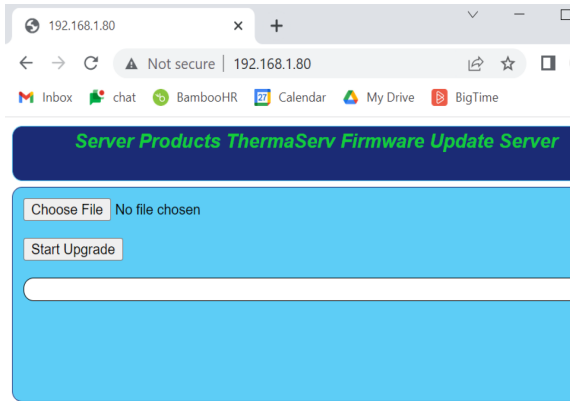 192.168.1.80
Not secure | 192.168.1.80
Inbox chat BambooHR 27 Calendar My Drive BigTime
Server Products ThermaServ Firmware Update Server
Choose File No file chosen
Start Upgrade